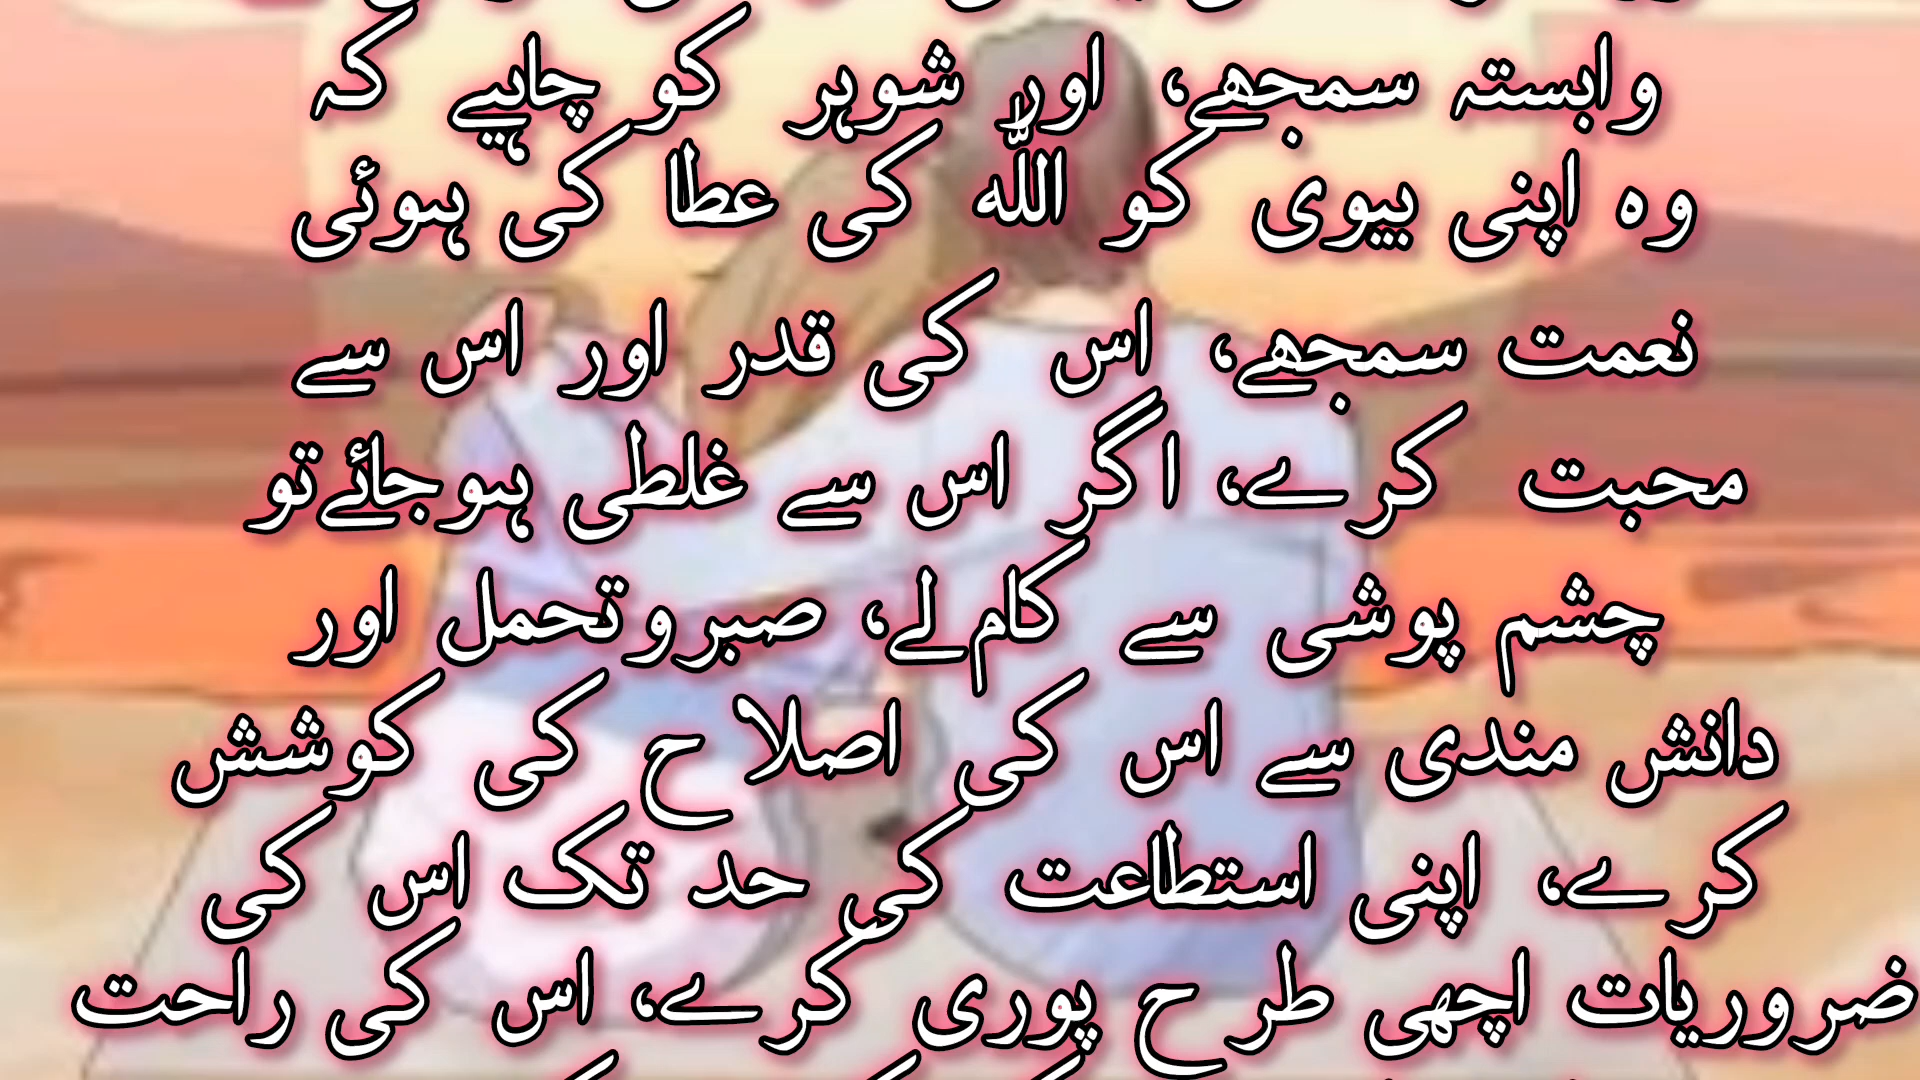 وابستہ سمجھے، اور شوہر کو چاہیے کہ
وہ اپنی بیوی کو اللّٰہ کی عطا کی ہوئی
نعمت سمجھے، اس کی قدر اور اس سے
محبت کرے، اگر اس سے غلطی ہوجائے تو
چشم پوشی سے کام لے، صبروتحمل اور
دانش مندی سے اس کی اصلاح کی کوشش
کرے، اپنی استطاعت کی حد تک اس کی
ضروریات اچھی طرح پوری کرے، اس کی راحت